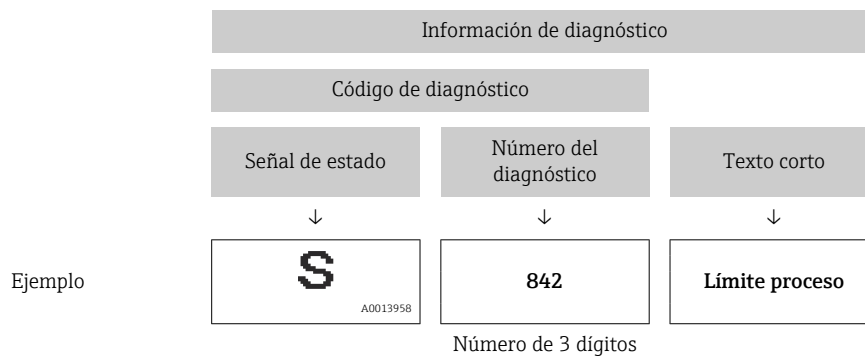 Información de diagnóstico
Código de diagnóstico
Señal de estado
Número del
diagnóstico
Texto corto
↓ ↓ ↓
Ejemplo
S
A0013958
842
Límite proceso
Número de 3 dígitos